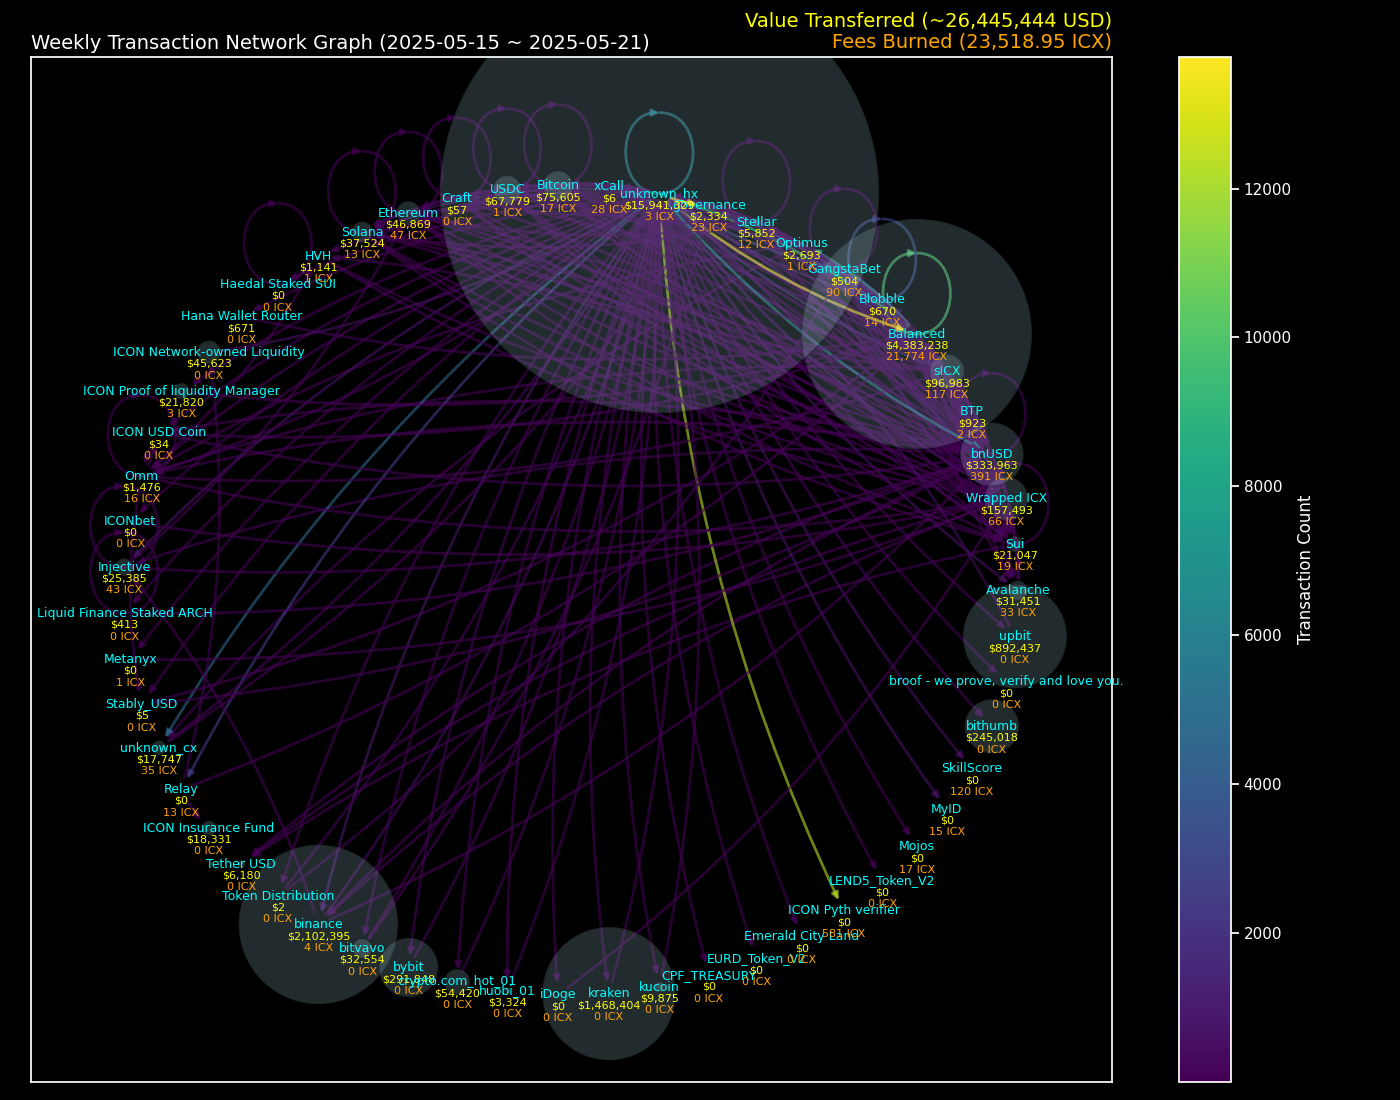 Value Transferred (~26,445,444 USD)
Weekly Transaction Network Graph (2025-05-15 ~ 2025-05-21)
Fees Burned (23,518.95 ICX)
unknown_hx
3 ICX
xCall
$6
28 ICX
Bitcoin
$75,605
17 ICX
USDC
$67,779
1 ICX
Craft
$57
0 ICX
Ethereum
$46,869
47 ICX
Solana
$37,524
13 ICX
HVH
$1,141
1 ICX
Haedal Staked SUI
$0
0 ICX
Hana Wallet Router
$671
0 ICX
ICON Network-owned Liquidity
$45,623
0 ICX
ICON Proof of liquidity Manager
$21,820
3 ICX
ICON USD Coin
$34
0 ICX
Omm
$1,476
16 ICX
ICONbet
$0
0 ICX
Injective
$25,385
43 ICX
Liquid Finance Staked ARCH
$413
0 ICX
Metanyx
$0
1 ICX
Stably_USD
$5
0 ICX
unknown_cx
$17,747
35 ICX
Relay
$0
13 ICX
ICON Insurance Fund
$18,331
0 ICX
Tether USD
$6,180
0 ICX
Token Distribution
$2
0 ICX
binance
$2,102,395
4 ICX
bitvavo
$32,554
0 ICX
bybit
0 ICX
crypto.com_hot_01
$54,420
0 ICX
huobi_01
$3,324
0 ICX
iDoge
$0
0 ICX
kraken
$1,468,404
0 ICX
kucoin
$9,875
0 ICX
CPF_TREASURY
$0
0 ICX
EURD_Token_V2
$0
0 ICX
Emerald City Land
$0
0 ICX
ICON Pyth verifier
$0
581 ICX
LEND5_Token_V2
$0
0 ICX
Mojos
$0
17 ICX
MyID
$0
15 ICX
SkillScore
$0
120 ICX
bithumb
$245,018
0 ICX
broof - we prove, verify and love you.
$0
0 ICX
upbit
$892,437
0 ICX
Avalanche
$31,451
33 ICX
Sui
$21,047
19 ICX
Wrapped ICX
$157,493
66 ICX
bnUSD
$333,963
391 ICX
BTP
$923
2 ICX
sICX
$96,983
117 ICX
Balanced
$4,383,238
21,774 ICX
Blobble
$670
14 ICX
GangstaBet
$504
90 ICX
Optimus
$2,693
1 ICX
Stellar
$5,852
12 ICX
$2,334
23 ICX
12000
10000
8000
6000
4000
2000
Transaction Count